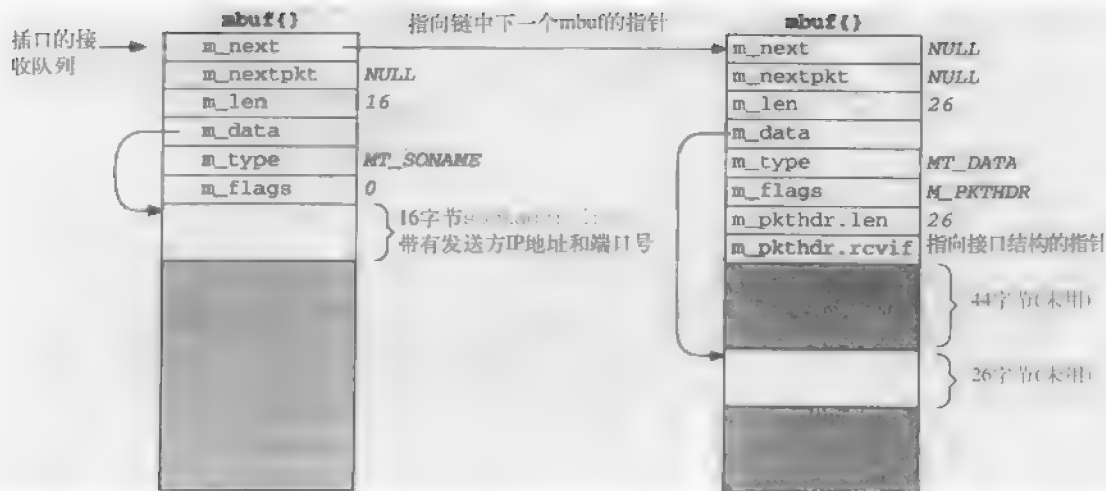 mbuf{}
插口的接
收队列
m_next
m_nextpkt NULL
m_len 16
m_data
m_type MT_SONAME
m_flags 0
16字节
带有发送方IP地址和端口号
指向链中下一个mbuf的指针
mbuf{}
m_next NULL
m_nextpkt NULL
m_len 26
m_data
m_type MT_DATA
m_flags M_PKTHDR
m_pkthdr.len 26
m_pkthdr.rcvif 指向接口结构的指针
44字节(未用)
26字节(未用)